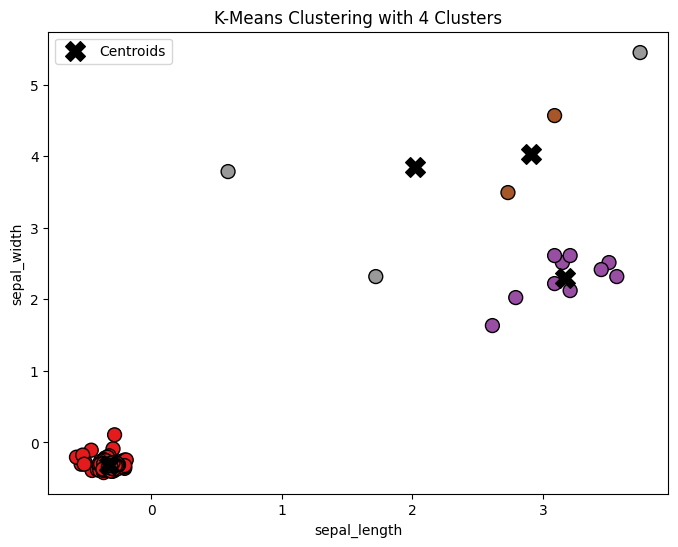 K-Means Clustering with 4 Clusters
Centroids
sepal_width
5
4
3
2
1
0
0 1 2 3
sepal_length